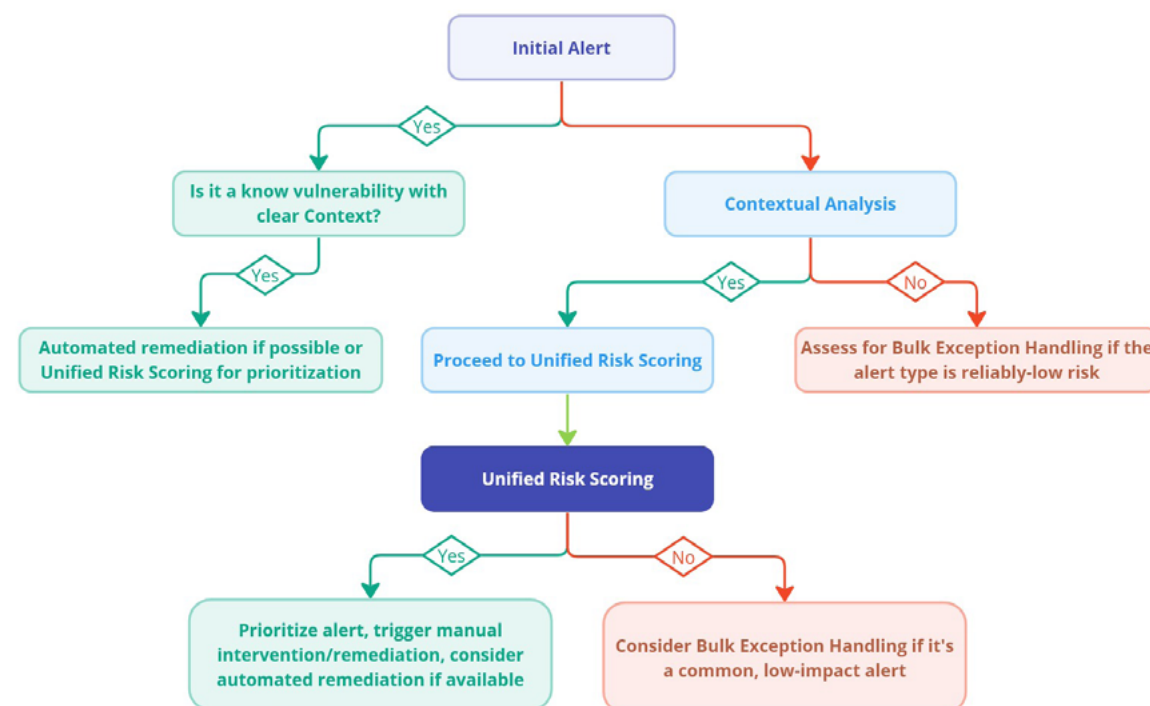 Initial Alert
Yes
Is it a know vulnerability with
clear Context?
Contextual Analysis
Yes
Yes
No
Automated remediation if possible or
Unified Risk Scoring for prioritization
Proceed to Unified Risk Scoring
Assess for Bulk Exception Handling if the
alert type is reliably-low risk
Unified Risk Scoring
Yes
No
Prioritize alert, trigger manual
intervention/remediation, consider
automated remediation if available
Consider Bulk Exception Handling if it's
a common, low-impact alert